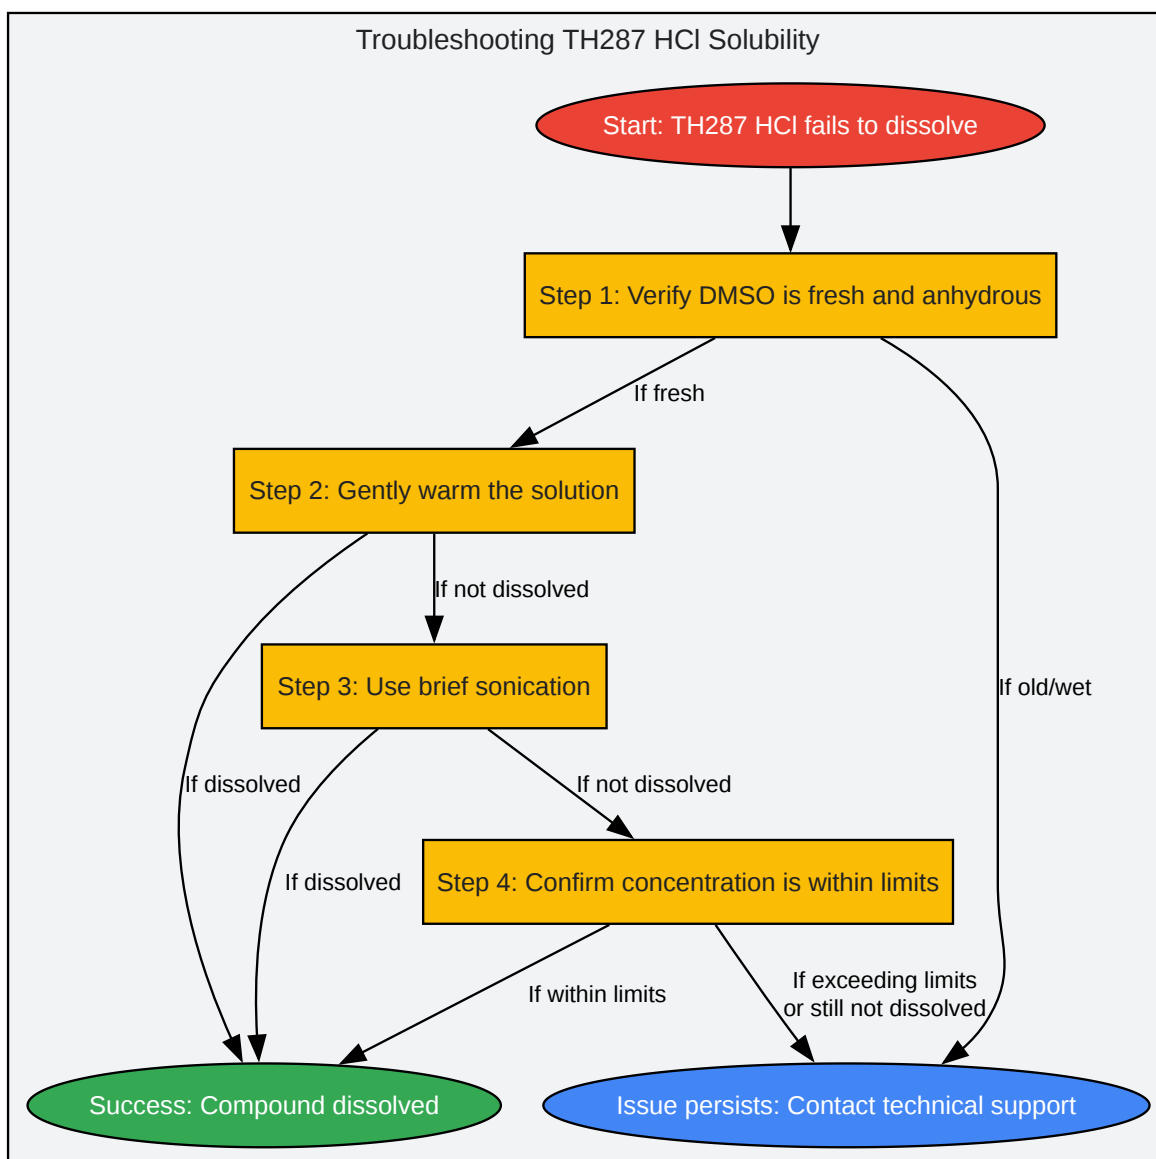 Troubleshooting TH287 HCl Solubility
Start: TH287 HCl fails to dissolve
Step 1: Verify DMSO is fresh and anhydrous
If fresh
Step 2: Gently warm the solution
If not dissolved
Step 3: Use brief sonication
If old/wet
If dissolved
If not dissolved
If dissolved
Step 4: Confirm concentration is within limits
If within limits
If exceeding limits
or still not dissolved
Success: Compound dissolved
Issue persists: Contact technical support